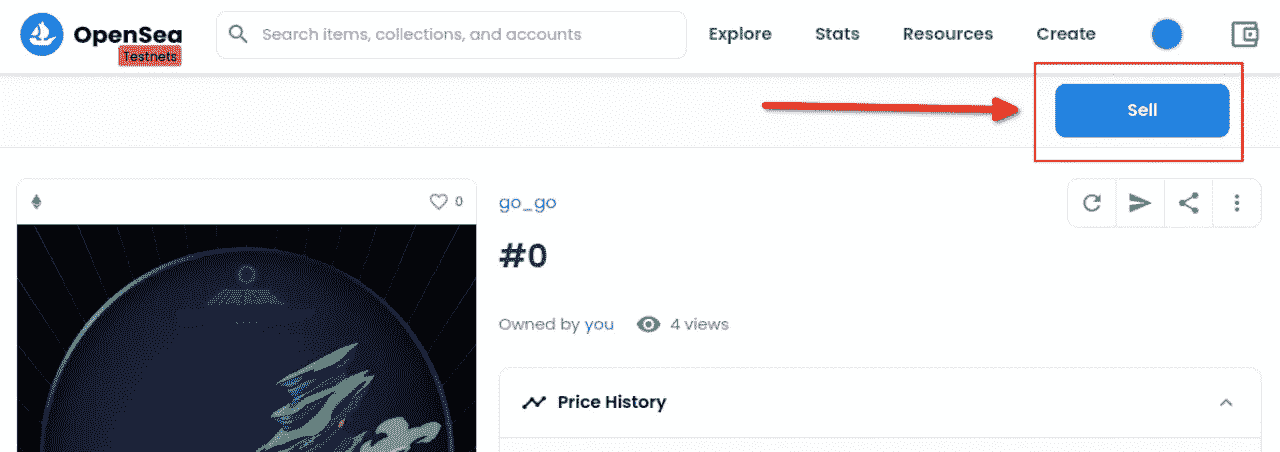 OpenSea
Testnets
Search items, collections, and accounts
Explore
Stats
Resources
Create
Sell
0
go_go
#0
Owned by you
4 views
Price History